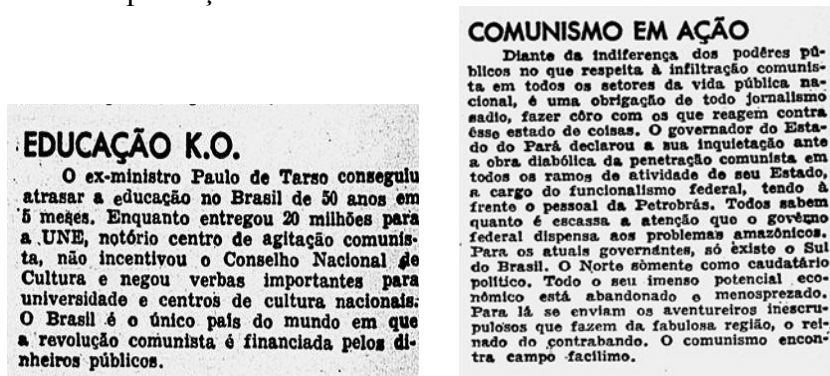 EDUCAÇÃO K.O.
O ex-ministro Paulo de Tarso conseguiu
atrasar a educação no Brasil de 50 anos em
5 meses. Enquanto entregou 20 milhões para
a UNE, notório centro de agitação comunis-
ta, não incentivou o Conselho Nacional de
Cultura e negou verbas importantes para
universidade e centros de cultura nacionais.
O Brasil é o único país do mundo em que
a revolução comunista é financiada pelos di-
nheiros públicos.
COMUNISMO EM AÇÃO
Diante da indiferença dos podêres pú-
blicos no que respeita à infiltração comunis-
ta em todos os setores da vida pública na-
cional, é uma obrigação de todo jornalismo
sadio, fazer côro com os que reagem contra
êsse estado de coisas. O governador do Esta-
do do Pará declarou a sua inquietação ante
a obra diabólica da penetração comunista em
todos os ramos de atividade de seu Estado,
a cargo do funcionalismo federal, tendo à
frente o pessoal da Petrobrás. Todos sabem
quanto é escassa a atenção que o govêrno
federal dispensa aos problemas amazônicos.
Para os atuais governantes, só existe o Sul
do Brasil. O Norte sòmente como caudatário
político. Todo o seu imenso potencial eco-
nômico está abandonado e menosprezado.
Para lá se enviam os aventureiros inescru-
pulosos que fazem da fabulosa região, o rei-
nado do contrabando. O comunismo encon-
tra campo facílimo.